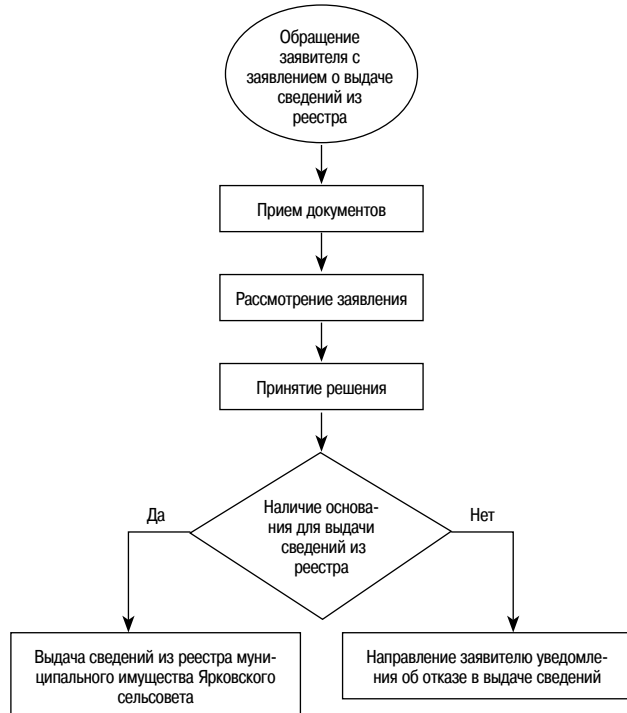 Обращение
заявителя с
заявлением о выдаче
сведений из
реестра
Прием документов
Рассмотрение заявления
Принятие решения
Наличие основа-
ния для выдачи
сведений из
реестра
Да
Нет
Выдача сведений из реестра муни-
ципального имущества Ярковского
сельсовета
Направление заявителю уведомле-
ния об отказе в выдаче сведений